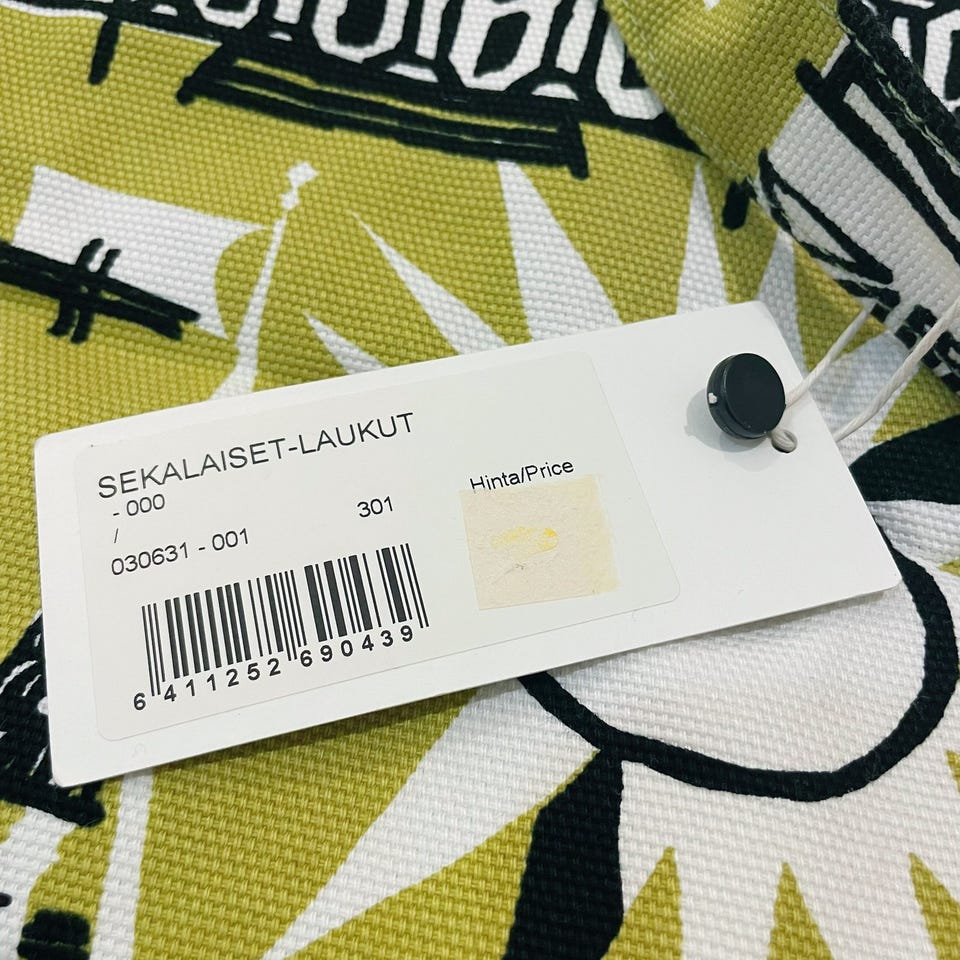 SEKALAISET-LAUKUT
- 000
/ 301
030631 - 001
Hinta/Price
6 411252 690439